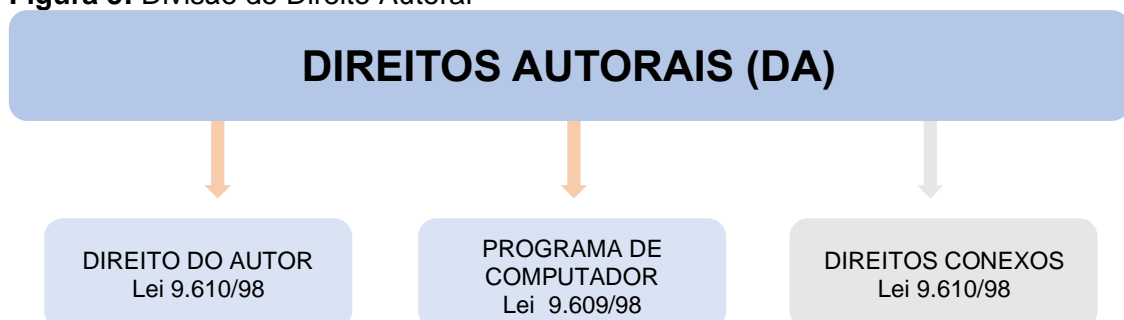 Figura 3: Divisão do Direito Autoral
DIREITOS AUTORAIS (DA)
DIREITO DO AUTOR
Lei 9.610/98
PROGRAMA DE
COMPUTADOR
Lei 9.609/98
DIREITOS CONEXOS
Lei 9.610/98